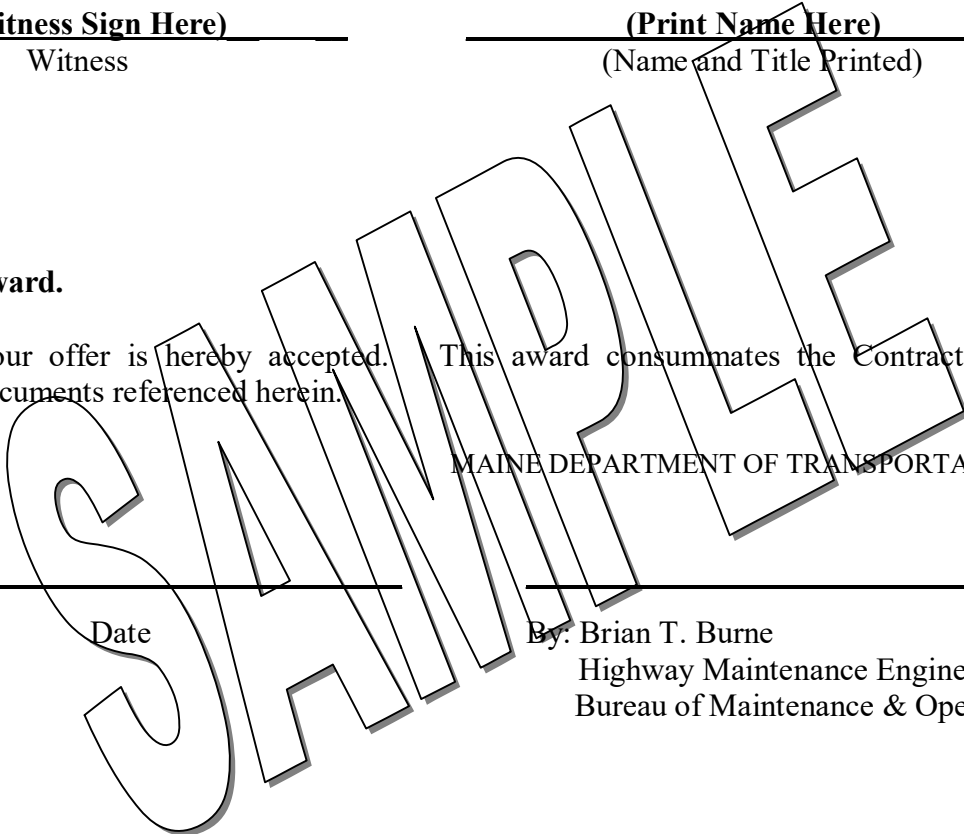 itness Sign Here) (Print Name Here)
Witness (Name and Title Printed)
ward.
our offer is hereby accepted. This award consummates the Contract
cuments referenced herein.
MAINE DEPARTMENT OF TRANSPORTA
Date By: Brian T. Burne
Highway Maintenance Engine
Bureau of Maintenance & Ope
SAMPLE